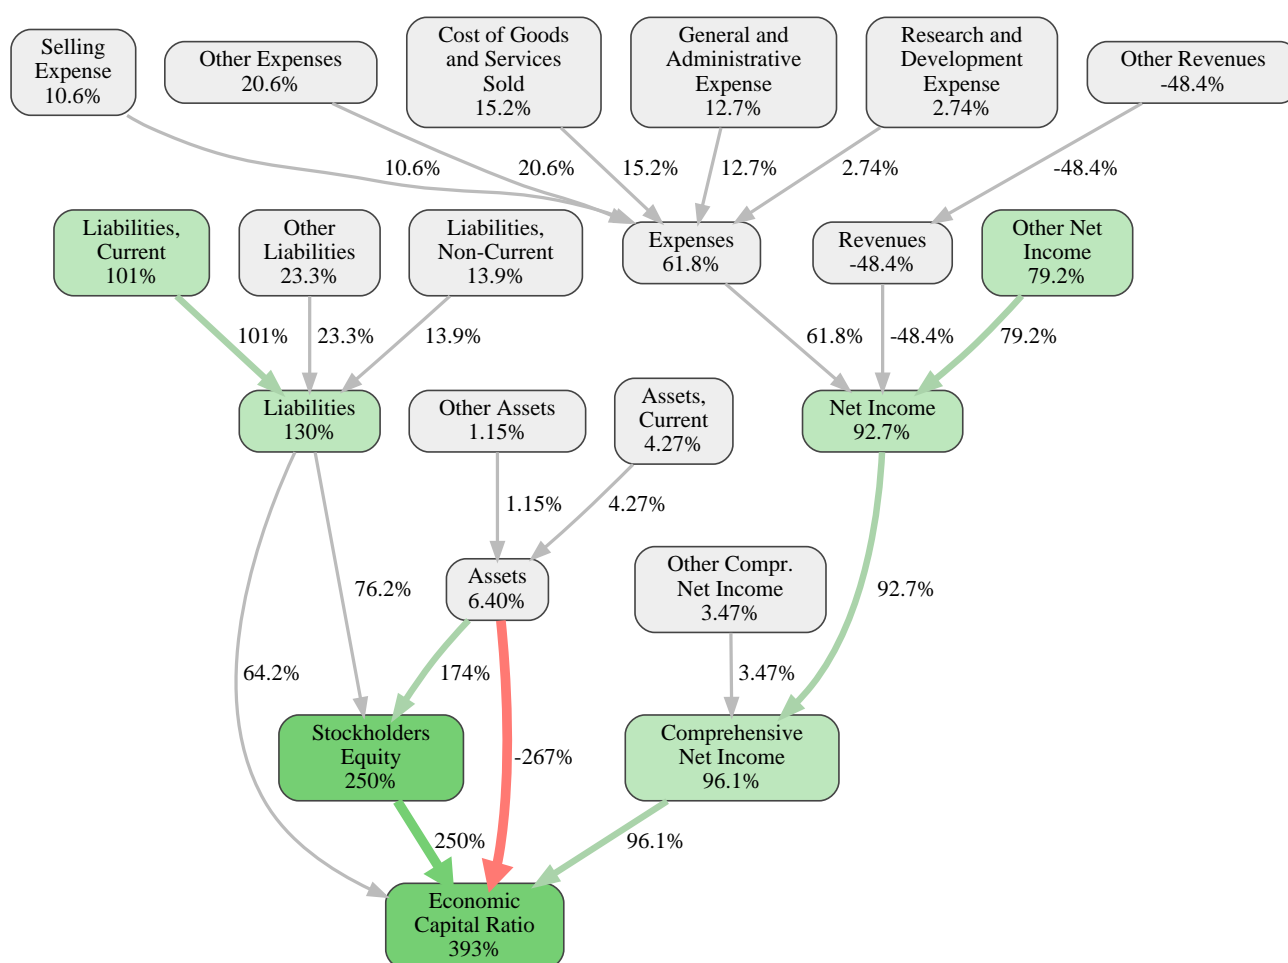 Selling
Expense
10.6%
Other Expenses
20.6%
Cost of Goods
and Services
Sold
15.2%
General and
Administrative
Expense
12.7%
Research and
Development
Expense
2.74%
Other Revenues
-48.4%
10.6%
20.6%
15.2%
12.7%
2.74%
-48.4%
Liabilities,
Current
101%
Other
Liabilities
23.3%
Liabilities,
Non-Current
13.9%
Expenses
61.8%
Revenues
-48.4%
Other Net
Income
79.2%
101%
23.3%
13.9%
61.8%
-48.4%
79.2%
Liabilities
130%
Other Assets
1.15%
Assets,
Current
4.27%
Net Income
92.7%
1.15%
4.27%
76.2%
Assets
6.40%
Other Compr.
Net Income
3.47%
92.7%
64.2%
174%
3.47%
Stockholders
Equity
250%
-267%
Comprehensive
Net Income
96.1%
250%
96.1%
Economic
Capital Ratio
393%